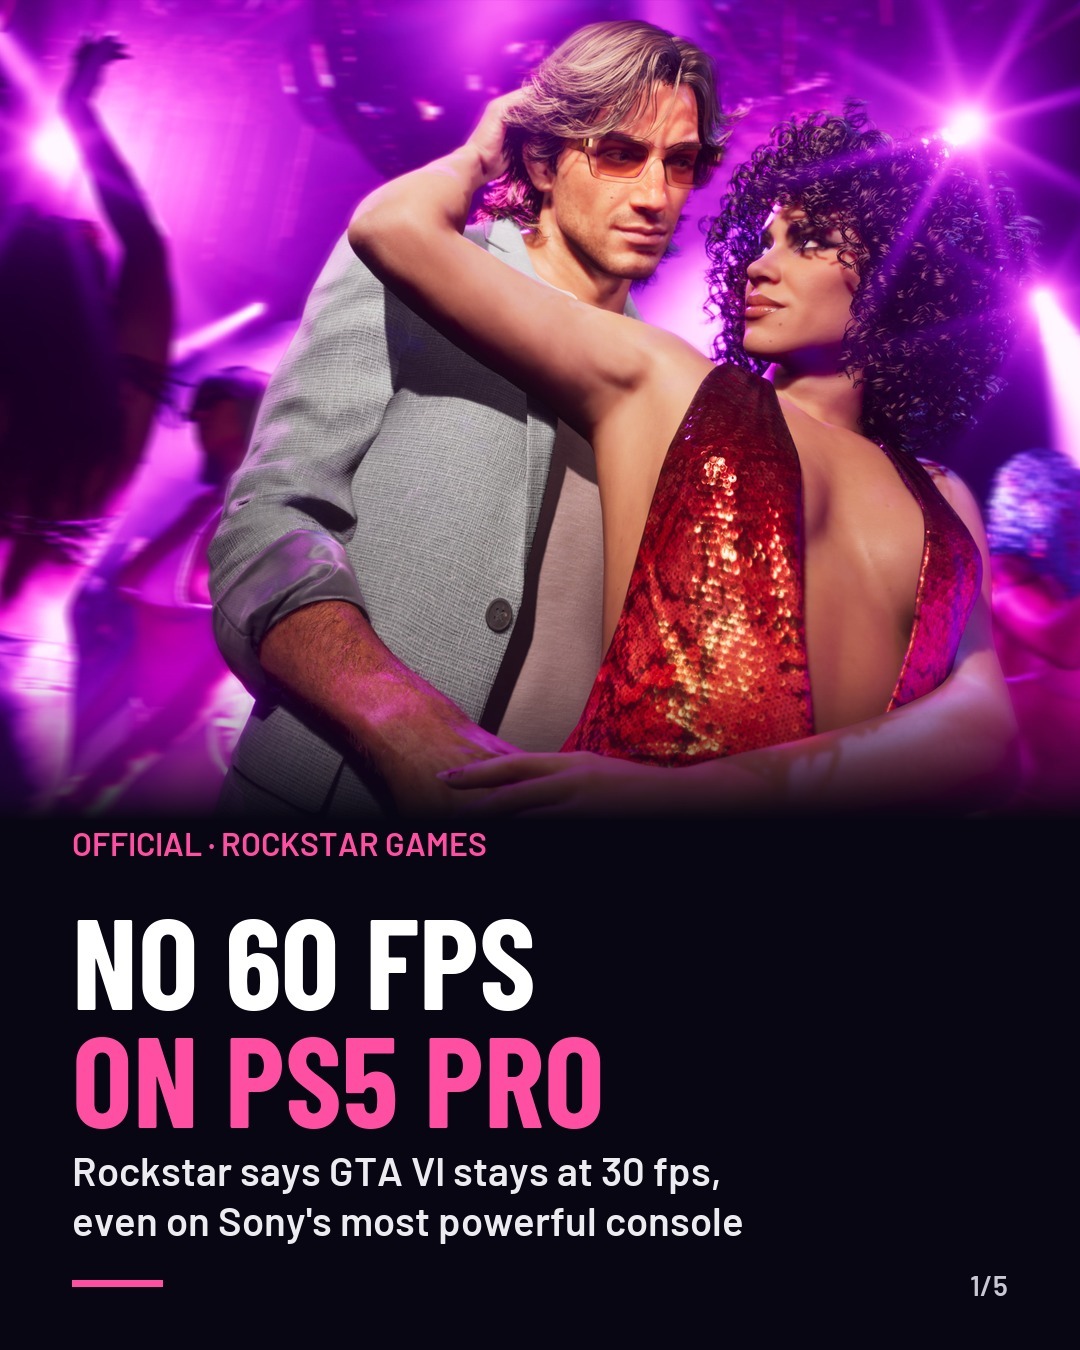 OFFICIAL · ROCKSTAR GAMES
NO 60 FPS
ON PS5 PRO
Rockstar says GTA VI stays at 30 fps,
even on Sony's most powerful console
1/5